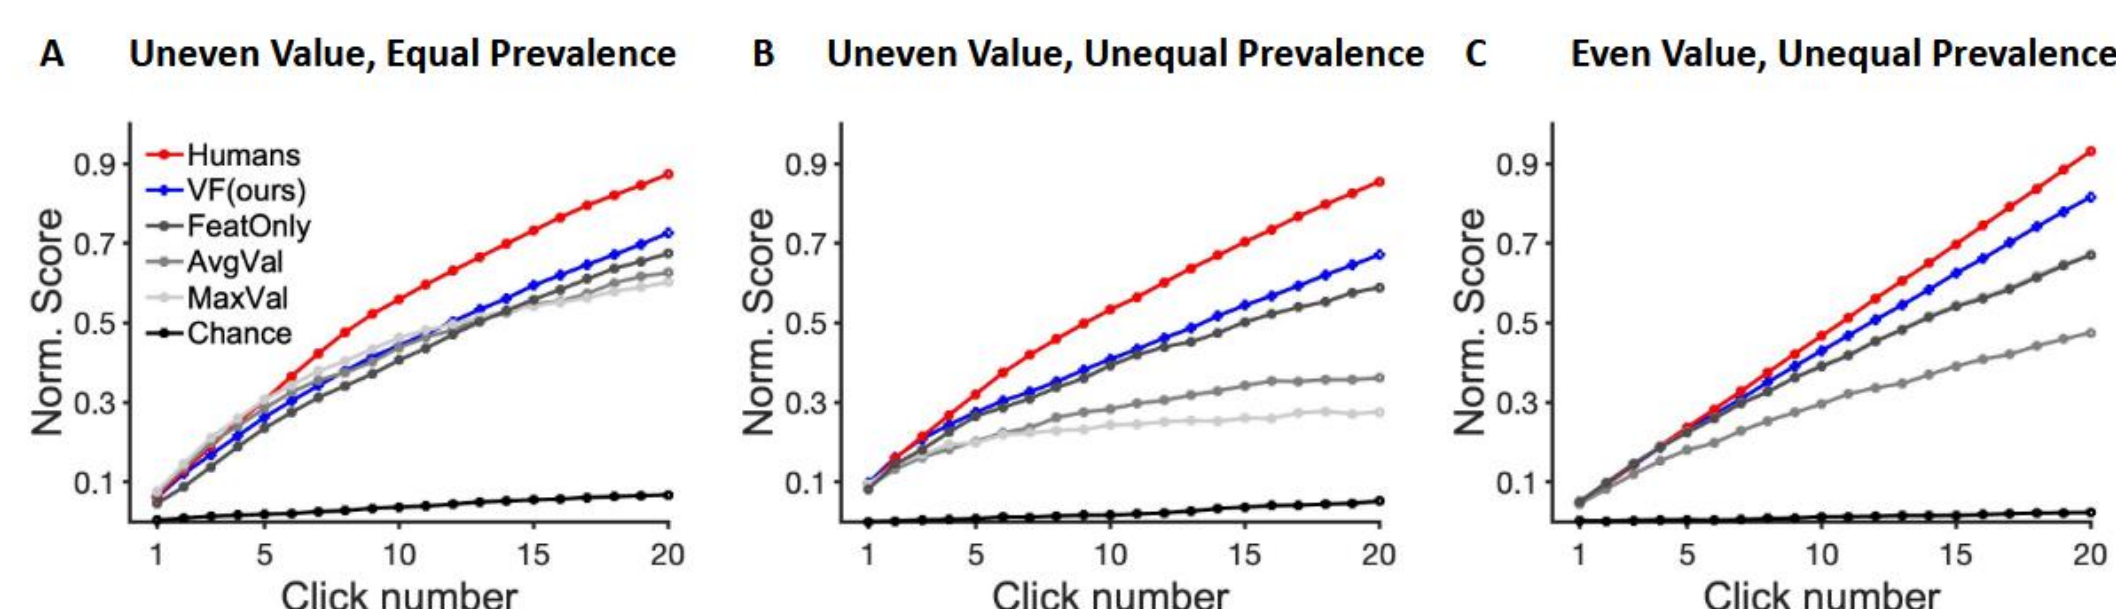 A Uneven Value, Equal Prevalence
Norm. Score
0.9
0.7
0.5
0.3
0.1
Humans
VF(ours)
FeatOnly
AvgVal
MaxVal
Chance
1 5 10 15 20
Click number
B Uneven Value, Unequal Prevalence
Norm. Score
0.9
0.7
0.5
0.3
0.1
1 5 10 15 20
Click number
C Even Value, Unequal Prevalence
Norm. Score
0.9
0.7
0.5
0.3
0.1
1 5 10 15 20
Click number